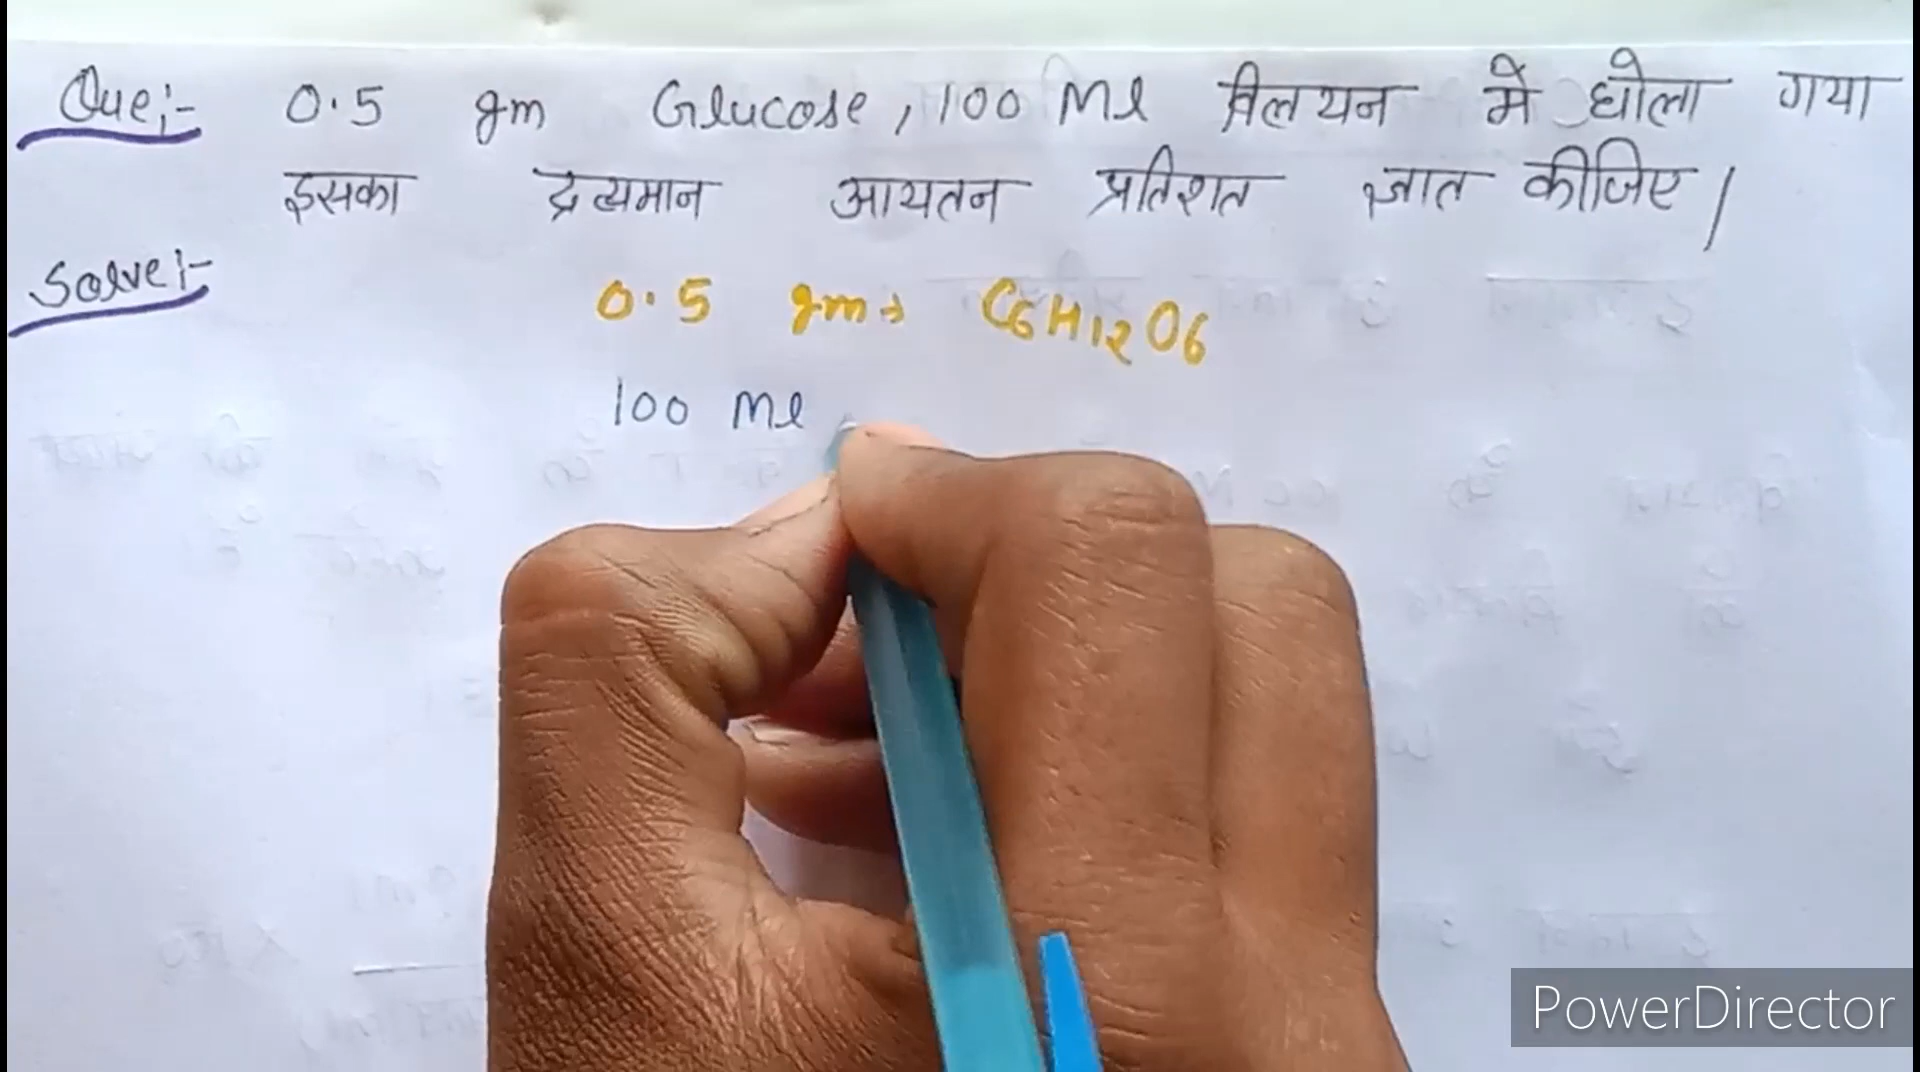 Que:- 0.5 gm Glucose, 100 Ml विलयन में घोला गया
इसका द्रव्यमान आयतन प्रतिशत ज्ञात कीजिए |
Solve:-
0.5 gm → C6H12O6
100 Ml
PowerDirector